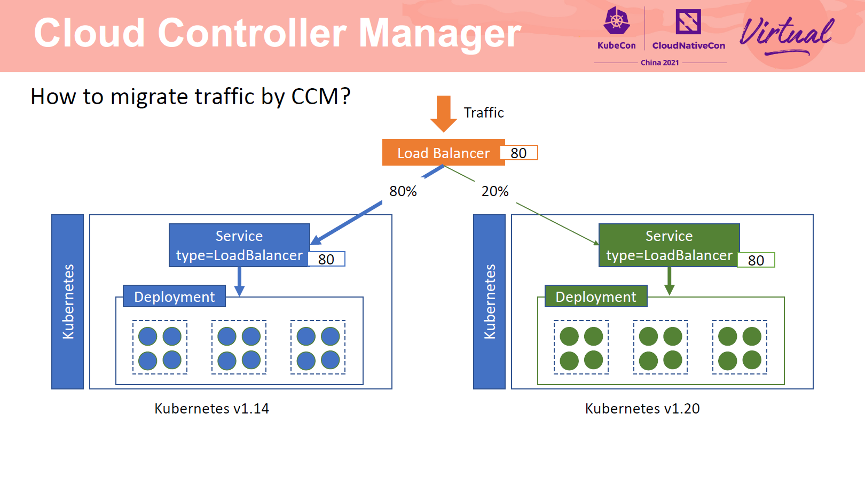 Cloud Controller Manager
KubeCon
CloudNativeCon
China 2021
Virtual
How to migrate traffic by CCM?
Traffic
Load Balancer
80
80%
20%
Kubernetes
Service
type=LoadBalancer
80
Deployment
Kubernetes v1.14
Kubernetes
Service
type=LoadBalancer
80
Deployment
Kubernetes v1.20